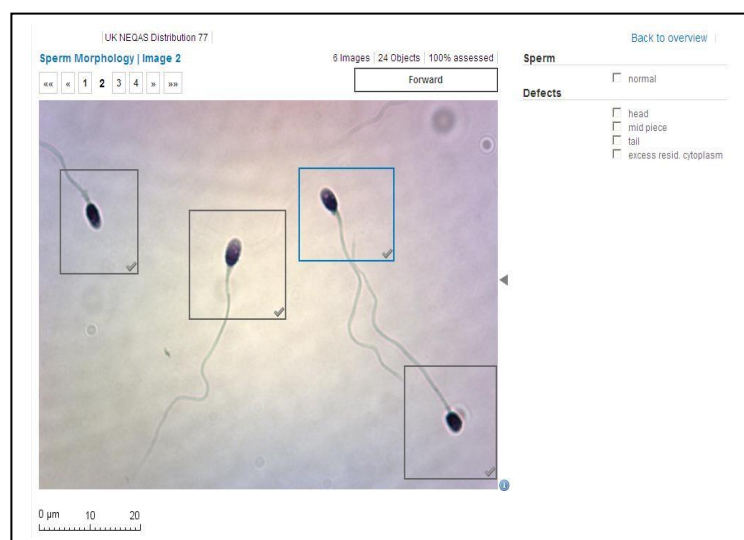 UK NEQAS Distribution 77
Back to overview
Sperm Morphology | Image 2
6 Images | 24 Objects | 100% assessed
«« « 1 2 3 4 » »»
Forward
Sperm
normal
Defects
head
mid piece
tail
excess resid. cytoplasm
0 µm 10 20